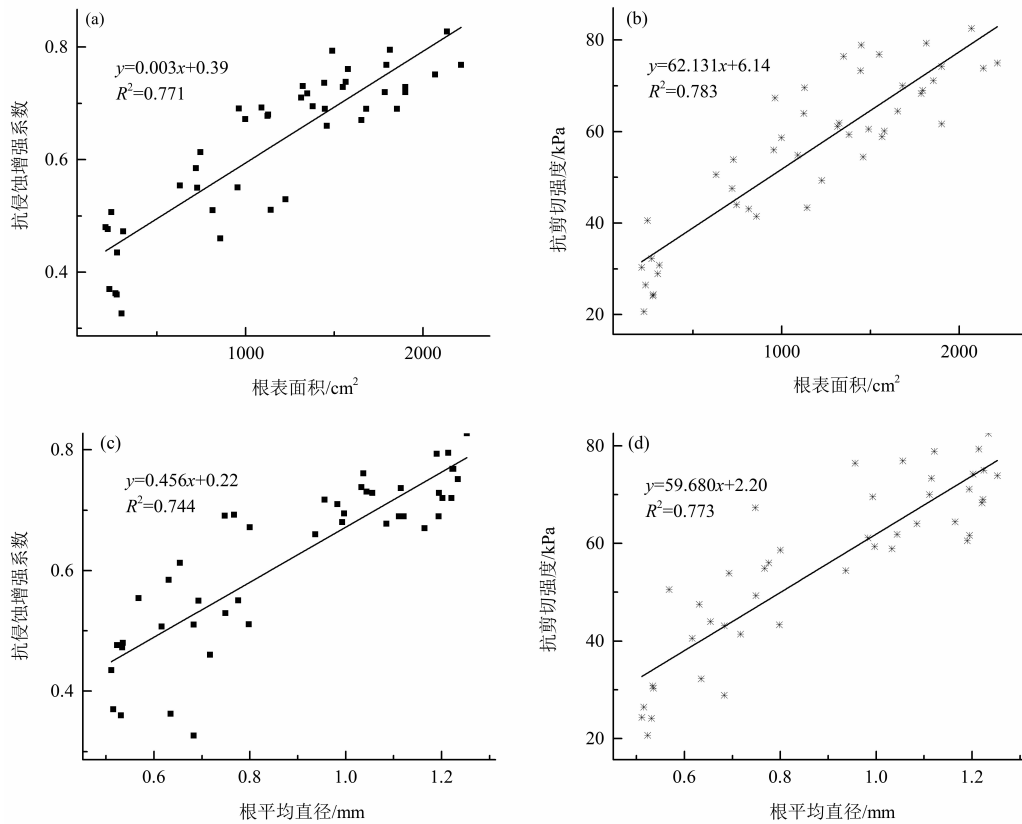 (a)
y=0.003x+0.39
R²=0.771
0.8
0.6
0.4
1000
2000
抗侵蚀增强系数
根表面积/cm²
(b)
y=62.131x+6.14
R²=0.783
80
60
40
20
1000
2000
抗剪切强度/kPa
根表面积/cm²
(c)
y=0.456x+0.22
R²=0.744
0.8
0.6
0.4
0.6
0.8
1.0
1.2
抗侵蚀增强系数
根平均直径/mm
(d)
y=59.680x+2.20
R²=0.773
80
60
40
20
0.6
0.8
1.0
1.2
抗剪切强度/kPa
根平均直径/mm